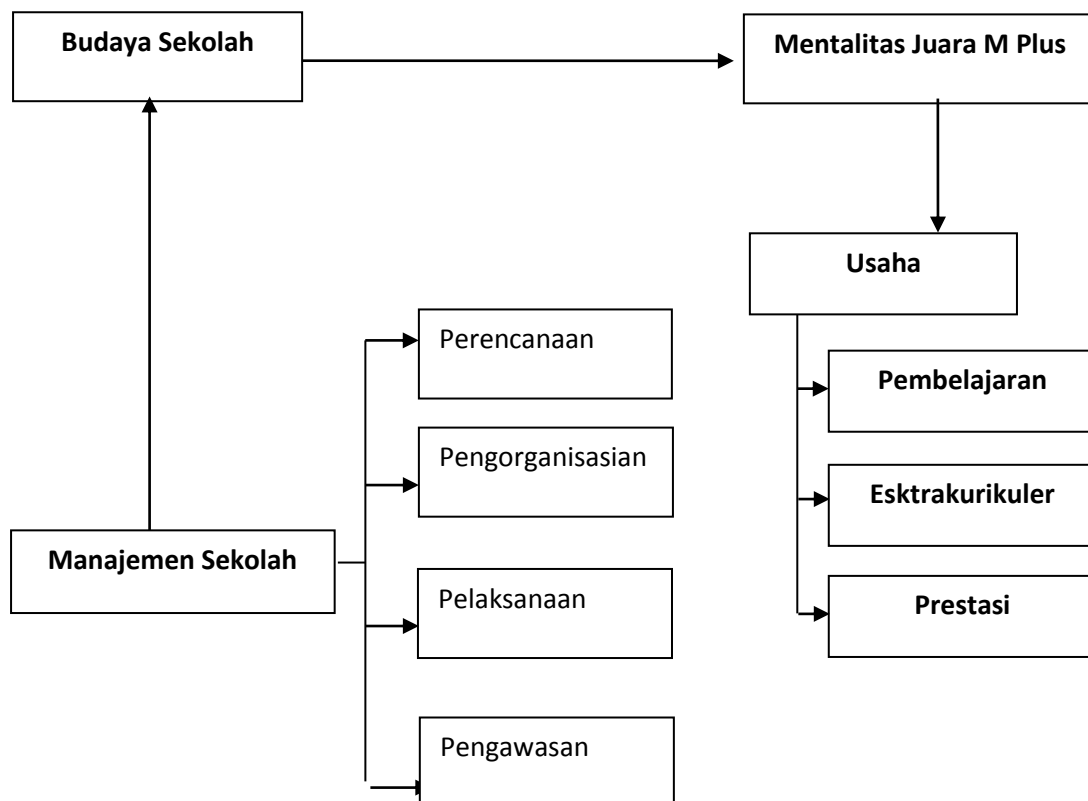 Budaya Sekolah
Mentalitas Juara M Plus
Usaha
Perencanaan
Pembelajaran
Pengorganisasian
Esktrakurikuler
Manajemen Sekolah
Pelaksanaan
Prestasi
Pengawasan